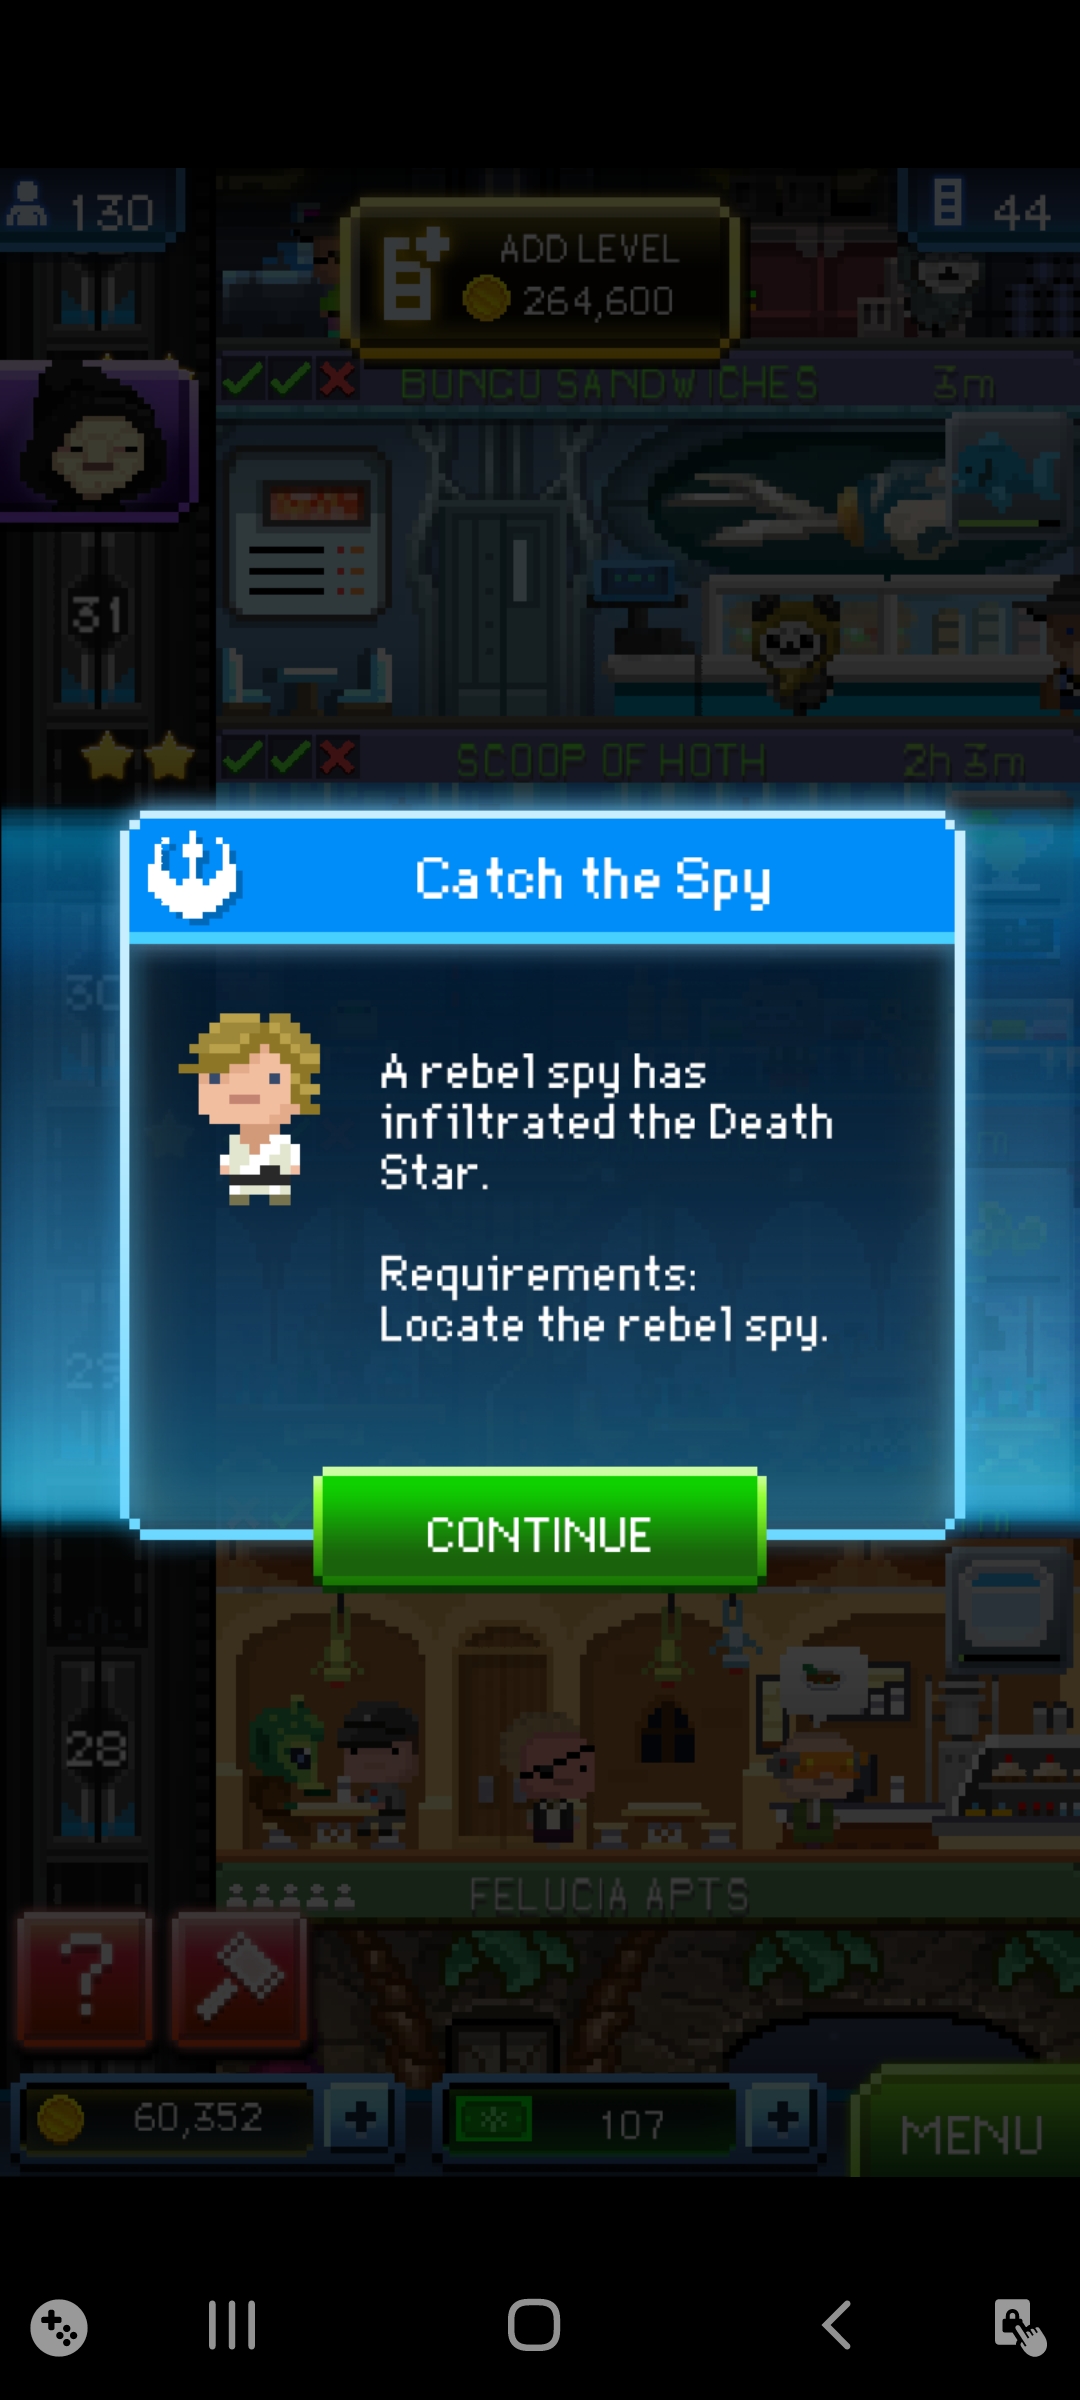 130
ADD LEVEL
264,600
44
BUNGU SANDWICHES 3m
31
SCOOP OF HOTH 2h 3m
Catch the Spy
30
A rebel spy has
infiltrated the Death
Star.
Requirements:
Locate the rebel spy.
29
CONTINUE
28
FELUCIA APTS
?
60,352
107
MENU